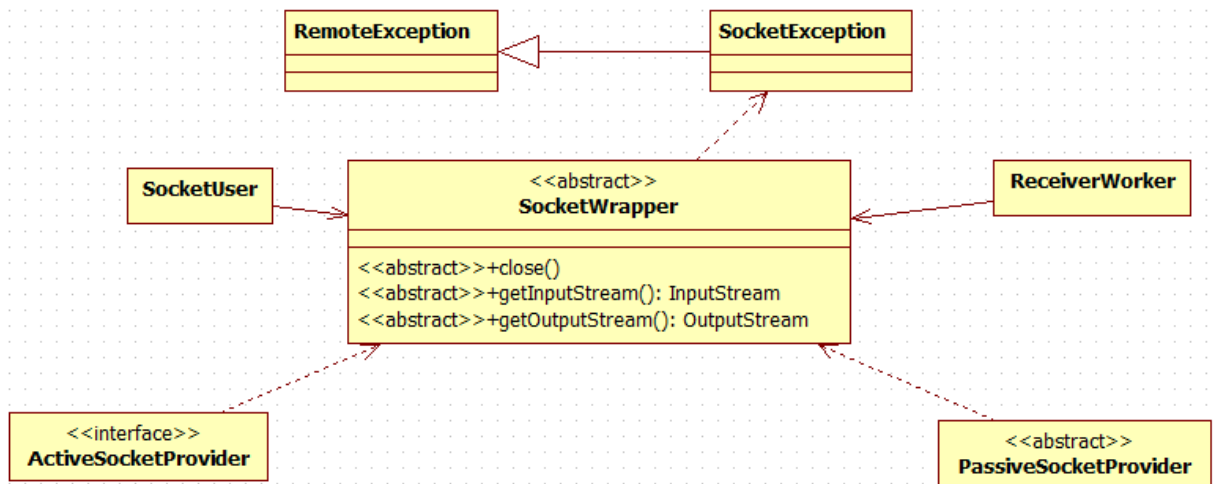 RemoteException
SocketException
SocketUser
<<abstract>>
SocketWrapper
ReceiverWorker
<<abstract>>+close()
<<abstract>>+getInputStream(): InputStream
<<abstract>>+getOutputStream(): OutputStream
<<interface>>
ActiveSocketProvider
<<abstract>>
PassiveSocketProvider